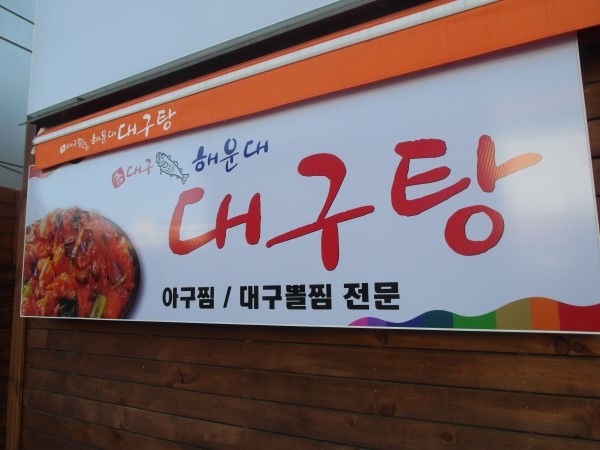 해운대 대구탕
대구 해운대
대구탕
아구찜 / 대구뽈찜 전문